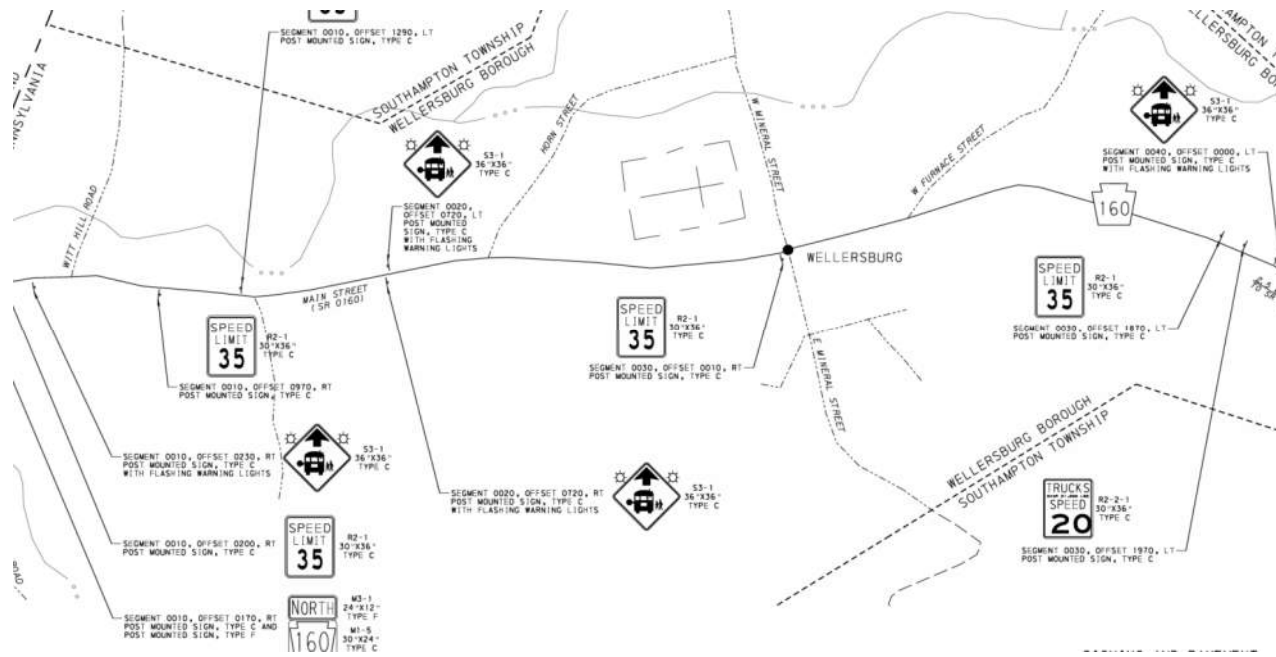 SEGMENT 0010, OFFSET 1290, LT
POST MOUNTED SIGN, TYPE C
SOUTHAMPTON TOWNSHIP
WELLERSBURG BOROUGH
WITT HILL ROAD
HORN STREET
W MINERAL STREET
W FURNACE STREET
S3-1
36"X36"
TYPE C
SEGMENT 0020,
OFFSET 0720, LT
POST MOUNTED
SIGN, TYPE C
WITH FLASHING
WARNING LIGHTS
S3-1
36"X36"
TYPE C
SEGMENT 0040, OFFSET 0000, LT
POST MOUNTED SIGN, TYPE C
WITH FLASHING WARNING LIGHTS
160
WELLERSBURG
MAIN STREET
(SR 0160)
SPEED
LIMIT
35
R2-1
30"X36"
TYPE C
SEGMENT 0010, OFFSET 0970, RT
POST MOUNTED SIGN, TYPE C
SPEED
LIMIT
35
R2-1
30"X36"
TYPE C
SEGMENT 0030, OFFSET 0010, RT
POST MOUNTED SIGN, TYPE C
SPEED
LIMIT
35
R2-1
30"X36"
TYPE C
SEGMENT 0030, OFFSET 1870, LT
POST MOUNTED SIGN, TYPE C
E MINERAL STREET
WELLERSBURG BOROUGH
SOUTHAMPTON TOWNSHIP
SEGMENT 0010, OFFSET 0230, RT
POST MOUNTED SIGN, TYPE C
WITH FLASHING WARNING LIGHTS
S3-1
36"X36"
TYPE C
SEGMENT 0020, OFFSET 0720, RT
POST MOUNTED SIGN, TYPE C
WITH FLASHING WARNING LIGHTS
S3-1
36"X36"
TYPE C
TRUCKS
SPEED
20
R2-2-1
30"X36"
TYPE C
SEGMENT 0030, OFFSET 1970, LT
POST MOUNTED SIGN, TYPE C
SEGMENT 0010, OFFSET 0200, RT
POST MOUNTED SIGN, TYPE C
SPEED
LIMIT
35
R2-1
30"X36"
TYPE C
SEGMENT 0010, OFFSET 0170, RT
POST MOUNTED SIGN, TYPE C AND
POST MOUNTED SIGN, TYPE F
NORTH
M3-1
24"X12"
TYPE F
160
M1-5
30"X24"
TYPE C